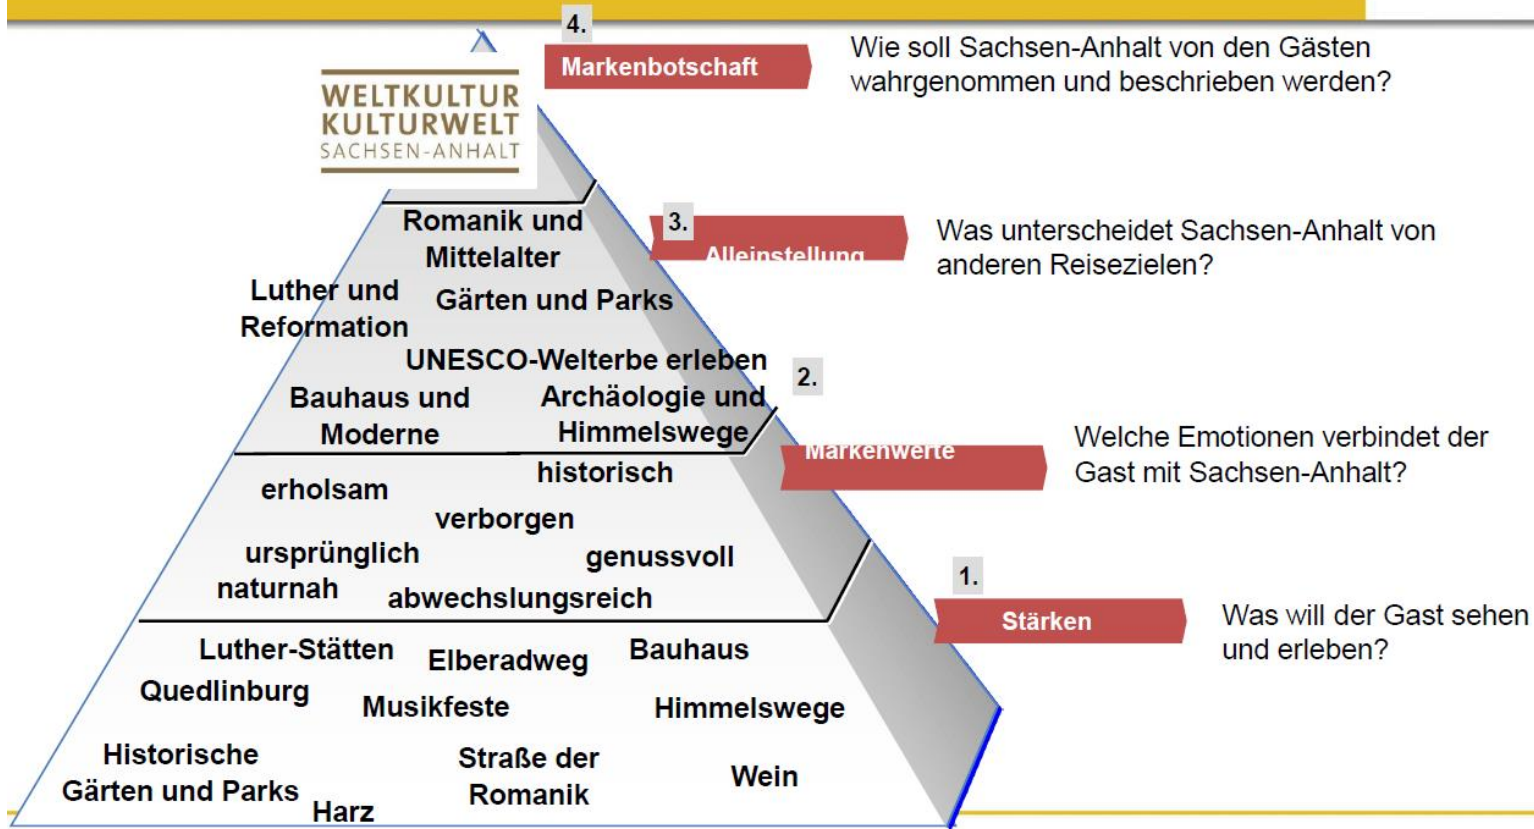 4.
Markenbotschaft
Wie soll Sachsen-Anhalt von den Gästen
wahrgenommen und beschrieben werden?
WELTKULTUR
KULTURWELT
SACHSEN-ANHALT
3.
Alleinstellung
Was unterscheidet Sachsen-Anhalt von
anderen Reisezielen?
Romanik und
Mittelalter
Luther und
Reformation
Gärten und Parks
UNESCO-Welterbe erleben
Bauhaus und
Moderne
Archäologie und
Himmelswege
2.
Markenwerte
Welche Emotionen verbindet der
Gast mit Sachsen-Anhalt?
historisch
erholsam
verborgen
ursprünglich
genussvoll
naturnah
abwechslungsreich
1.
Stärken
Was will der Gast sehen
und erleben?
Luther-Stätten
Elberadweg
Bauhaus
Quedlinburg
Musikfeste
Himmelswege
Historische
Gärten und Parks
Straße der
Romanik
Wein
Harz